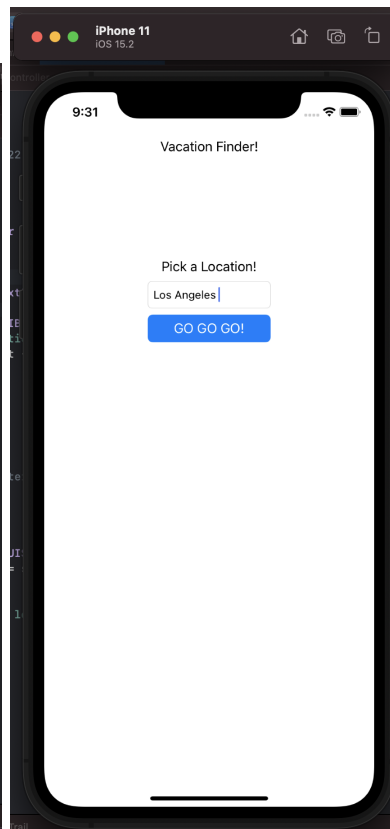 iPhone 11
iOS 15.2
9:31
Vacation Finder!
Pick a Location!
Los Angeles
GO GO GO!